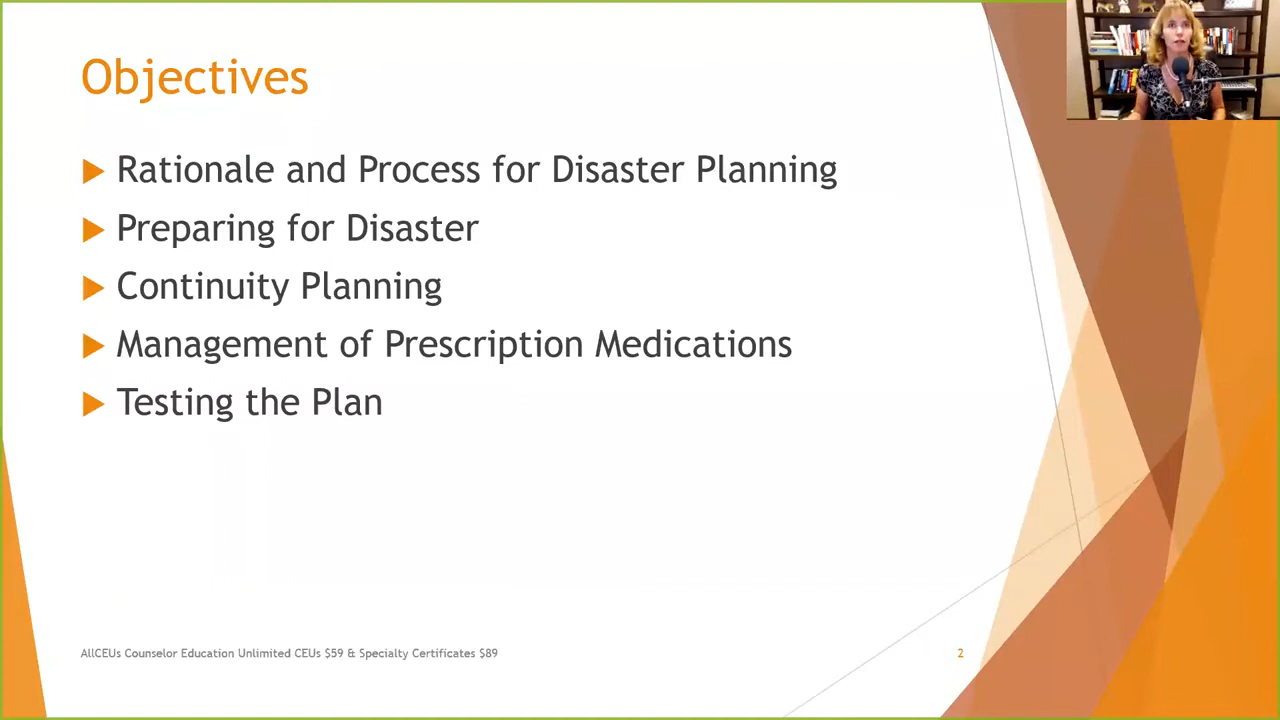 Objectives
Rationale and Process for Disaster Planning
Preparing for Disaster
Continuity Planning
Management of Prescription Medications
Testing the Plan
AllCEUs Counselor Education Unlimited CEUs $59 & Specialty Certificates $89
2